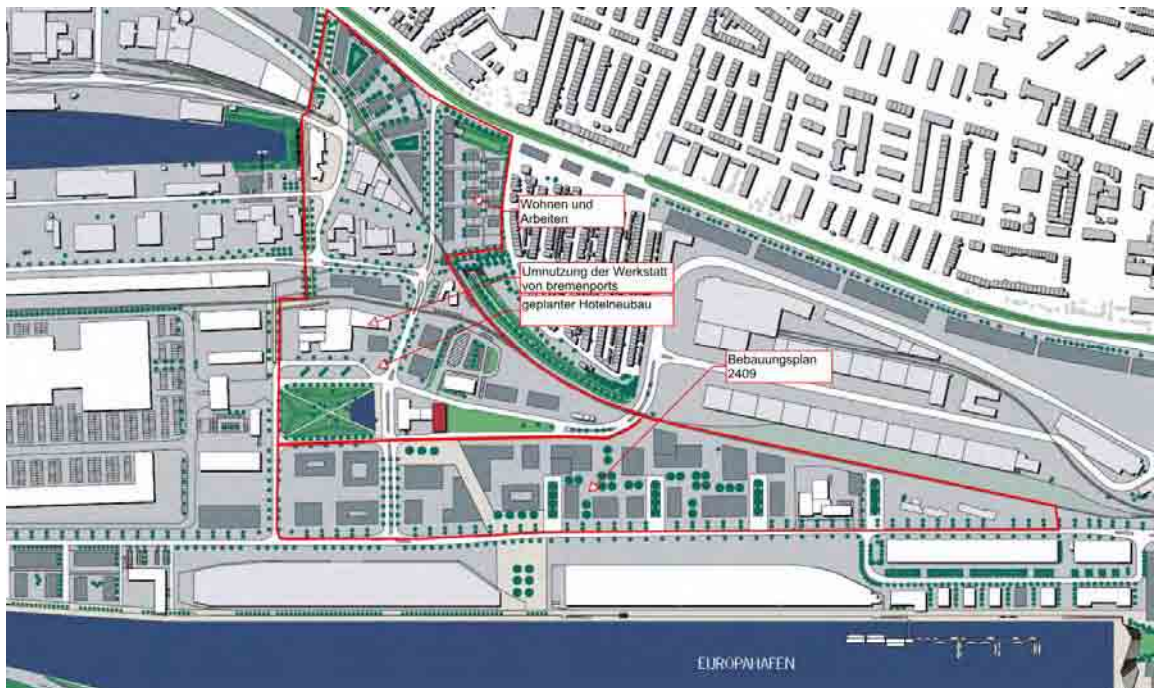 Wohnen und
Arbeiten
Umnutzung der Werkstatt
von bremenports
geplanter Hotelneubau
Bebauungsplan
2409
EUROPAHAFEN